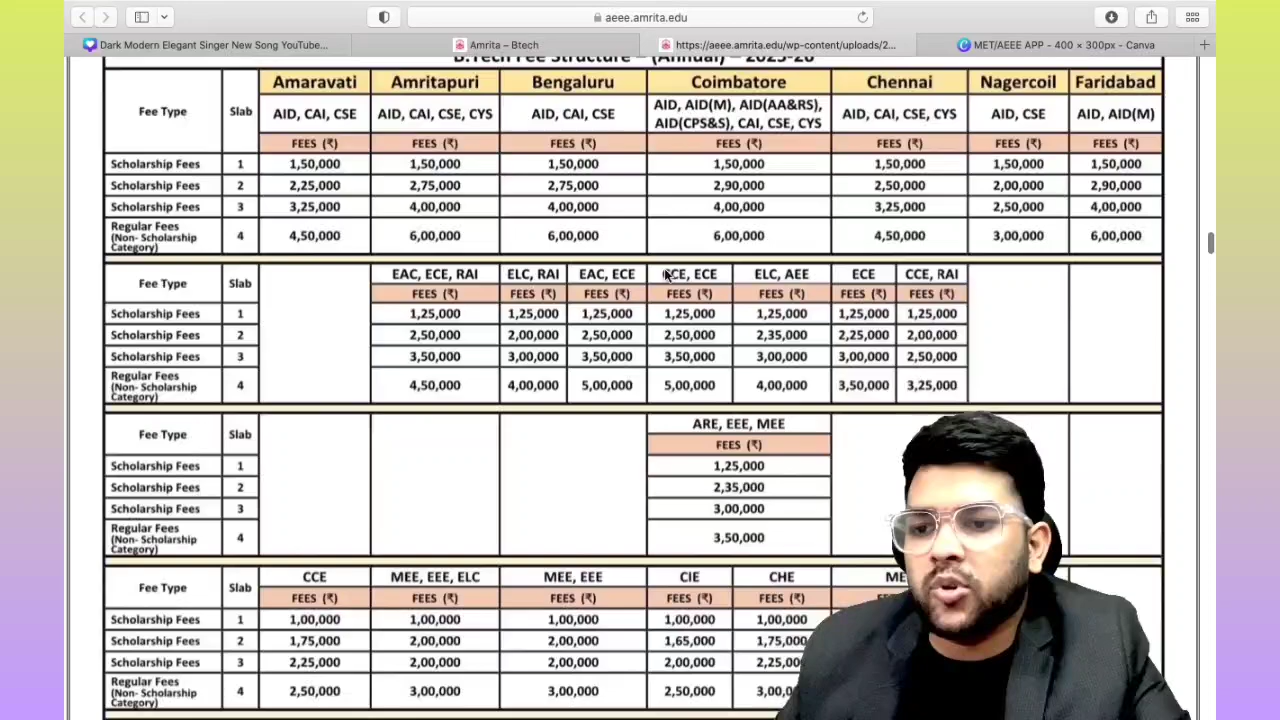 aeee.amrita.edu
Dark Modern Elegant Singer New Song YouTube...
Amrita – Btech
https://aeee.amrita.edu/wp-content/uploads/2...
MET/AEEE APP - 400 × 300px - Canva
B.Tech Fee Structure – (Annual) – 2025-26
Fee Type Slab Amaravati Amritapuri Bengaluru Coimbatore Chennai Nagercoil Faridabad
AID, CAI, CSE AID, CAI, CSE, CYS AID, CAI, CSE AID, AID(M), AID(AA&RS), AID(CPS&S), CAI, CSE, CYS AID, CAI, CSE, CYS AID, CSE AID, AID(M)
FEES (₹) FEES (₹) FEES (₹) FEES (₹) FEES (₹) FEES (₹) FEES (₹)
Scholarship Fees 1 1,50,000 1,50,000 1,50,000 1,50,000 1,50,000 1,50,000 1,50,000
Scholarship Fees 2 2,25,000 2,75,000 2,75,000 2,90,000 2,50,000 2,00,000 2,90,000
Scholarship Fees 3 3,25,000 4,00,000 4,00,000 4,00,000 3,25,000 2,50,000 4,00,000
Regular Fees (Non- Scholarship Category) 4 4,50,000 6,00,000 6,00,000 6,00,000 4,50,000 3,00,000 6,00,000
Fee Type Slab EAC, ECE, RAI ELC, RAI EAC, ECE ECE ELC, AEE ECE CCE, RAI
FEES (₹) FEES (₹) FEES (₹) FEES (₹) FEES (₹) FEES (₹) FEES (₹)
Scholarship Fees 1 1,25,000 1,25,000 1,25,000 1,25,000 1,25,000 1,25,000 1,25,000
Scholarship Fees 2 2,50,000 2,00,000 2,50,000 2,50,000 2,35,000 2,25,000 2,00,000
Scholarship Fees 3 3,50,000 3,00,000 3,50,000 3,50,000 3,00,000 3,00,000 2,50,000
Regular Fees (Non- Scholarship Category) 4 4,50,000 4,00,000 5,00,000 5,00,000 4,00,000 3,50,000 3,25,000
Fee Type Slab ARE, EEE, MEE
FEES (₹)
Scholarship Fees 1 1,25,000
Scholarship Fees 2 2,35,000
Scholarship Fees 3 3,00,000
Regular Fees (Non- Scholarship Category) 4 3,50,000
Fee Type Slab CCE MEE, EEE, ELC MEE, EEE CIE CHE
FEES (₹) FEES (₹) FEES (₹) FEES (₹) FEES (₹)
Scholarship Fees 1 1,00,000 1,00,000 1,00,000 1,00,000 1,00,000
Scholarship Fees 2 1,75,000 2,00,000 2,00,000 1,65,000 1,75,000
Scholarship Fees 3 2,25,000 2,00,000 2,00,000 2,00,000 2,25,00
Regular Fees (Non- Scholarship Category) 4 2,50,000 3,00,000 3,00,000 2,50,000 3,00,0